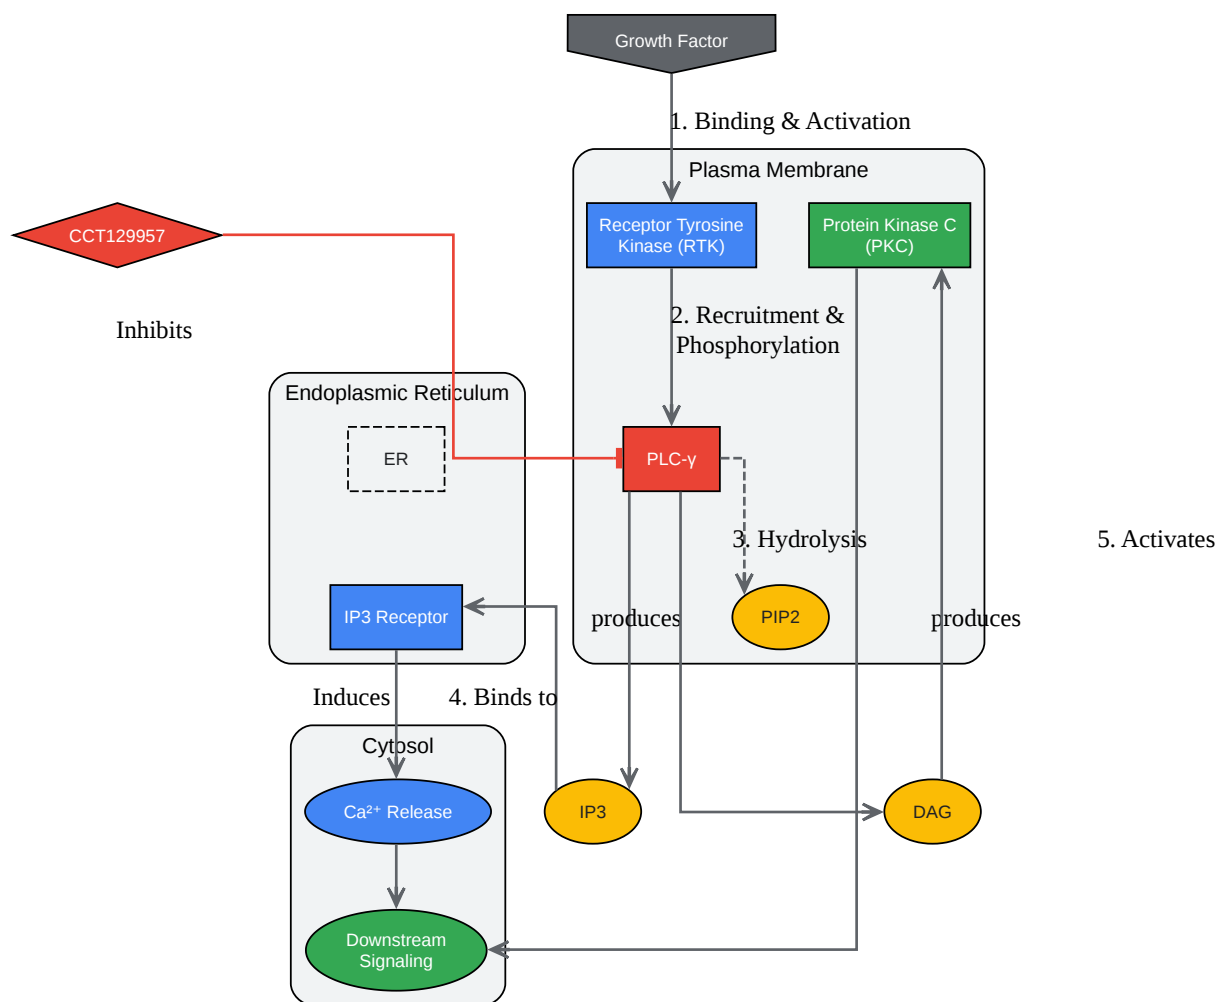 Growth Factor
1. Binding & Activation
Plasma Membrane
Receptor Tyrosine
Kinase (RTK)
Protein Kinase C
(PKC)
CCT129957
Inhibits
2. Recruitment &
Phosphorylation
Endoplasmic Reticulum
ER
PLC-γ
3. Hydrolysis
5. Activates
IP3 Receptor
produces
PIP2
produces
Induces
4. Binds to
Cytosol
Ca²⁺ Release
IP3
DAG
Downstream
Signaling